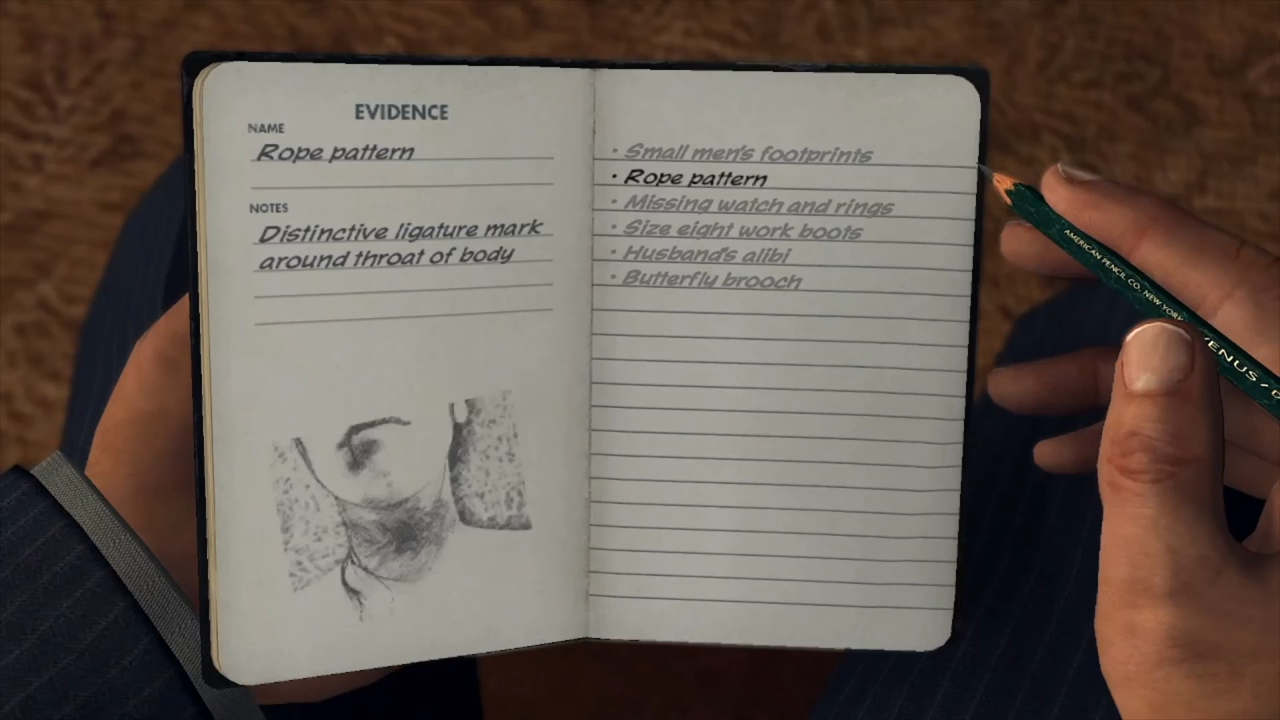 EVIDENCE
NAME
Rope pattern
NOTES
Distinctive ligature mark
around throat of body
• Small men's footprints
• Rope pattern
• Missing watch and rings
• Size eight work boots
• Husband's alibi
• Butterfly brooch
AMERICAN PENCIL CO. NEW YORK
VENUS